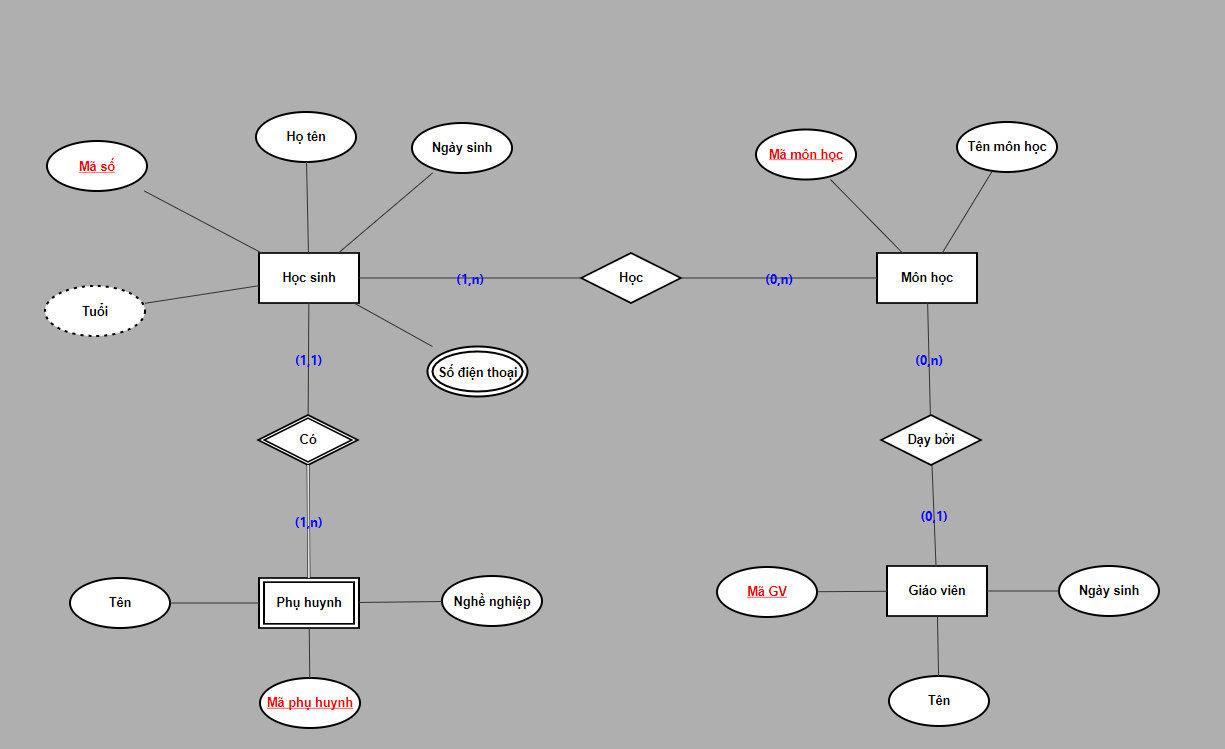 Họ tên
Ngảy sinh
Mã số
Mã môn học
Tên môn học
Học sinh
(1,n)
Học
(0,n)
Môn học
Tuổi
(1,1)
Số điện thoại
(0,n)
Có
Dạy bởi
(1,n)
(0,1)
Tên
Phụ huynh
Nghề nghiệp
Mã GV
Giáo viên
Ngày sinh
Mã phụ huynh
Tên